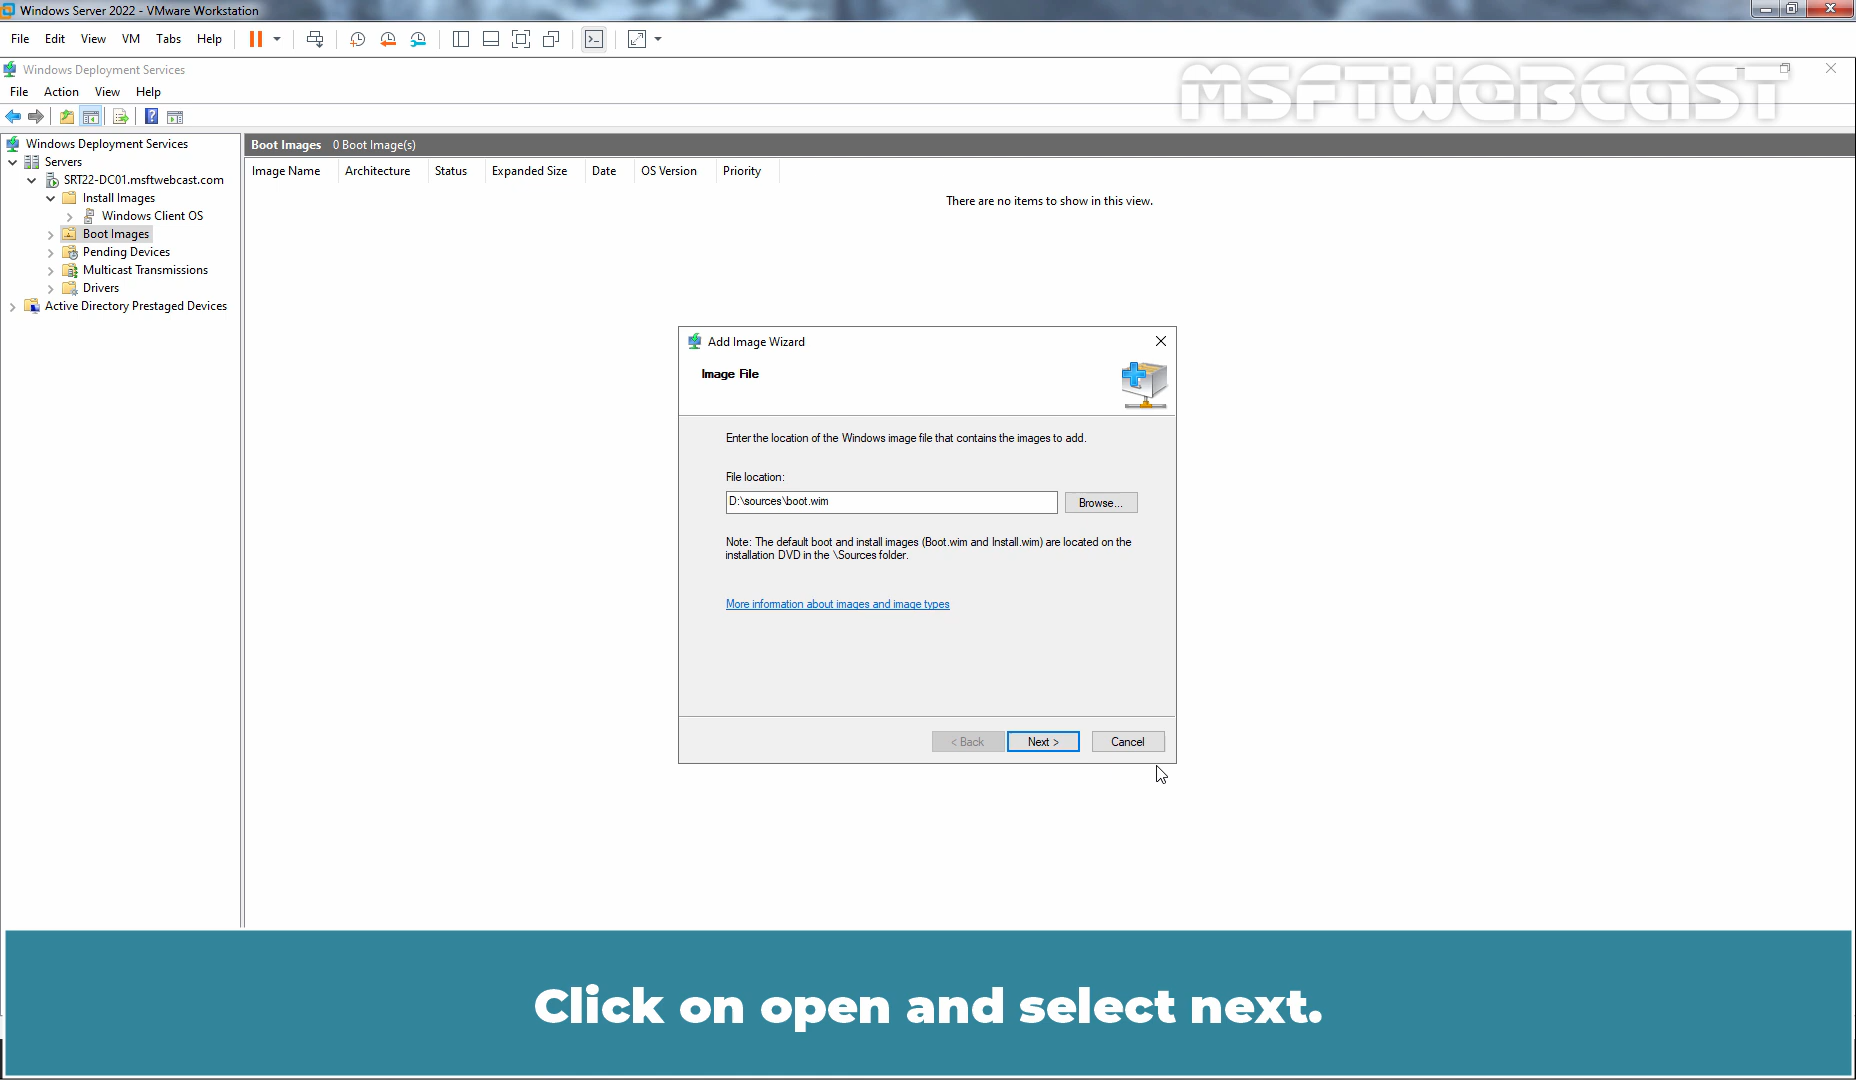 Windows Server 2022 - VMware Workstation
File Edit View VM Tabs Help
Windows Deployment Services
MSFTWEBCAST
File Action View Help
Windows Deployment Services
Servers
SRT22-DC01.msftwebcast.com
Install Images
Windows Client OS
Boot Images
Pending Devices
Multicast Transmissions
Drivers
Active Directory Prestaged Devices
Boot Images 0 Boot Image(s)
Image Name Architecture Status Expanded Size Date OS Version Priority
There are no items to show in this view.
Add Image Wizard
Image File
Enter the location of the Windows image file that contains the images to add.
File location:
D:\sources\boot.wim
Browse...
Note: The default boot and install images (Boot.wim and Install.wim) are located on the
installation DVD in the \Sources folder.
More information about images and image types
< Back Next > Cancel
Click on open and select next.